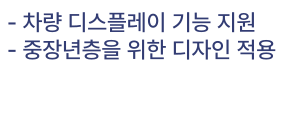 - 차량 디스플레이 기능 지원
- 중장년층을 위한 디자인 적용